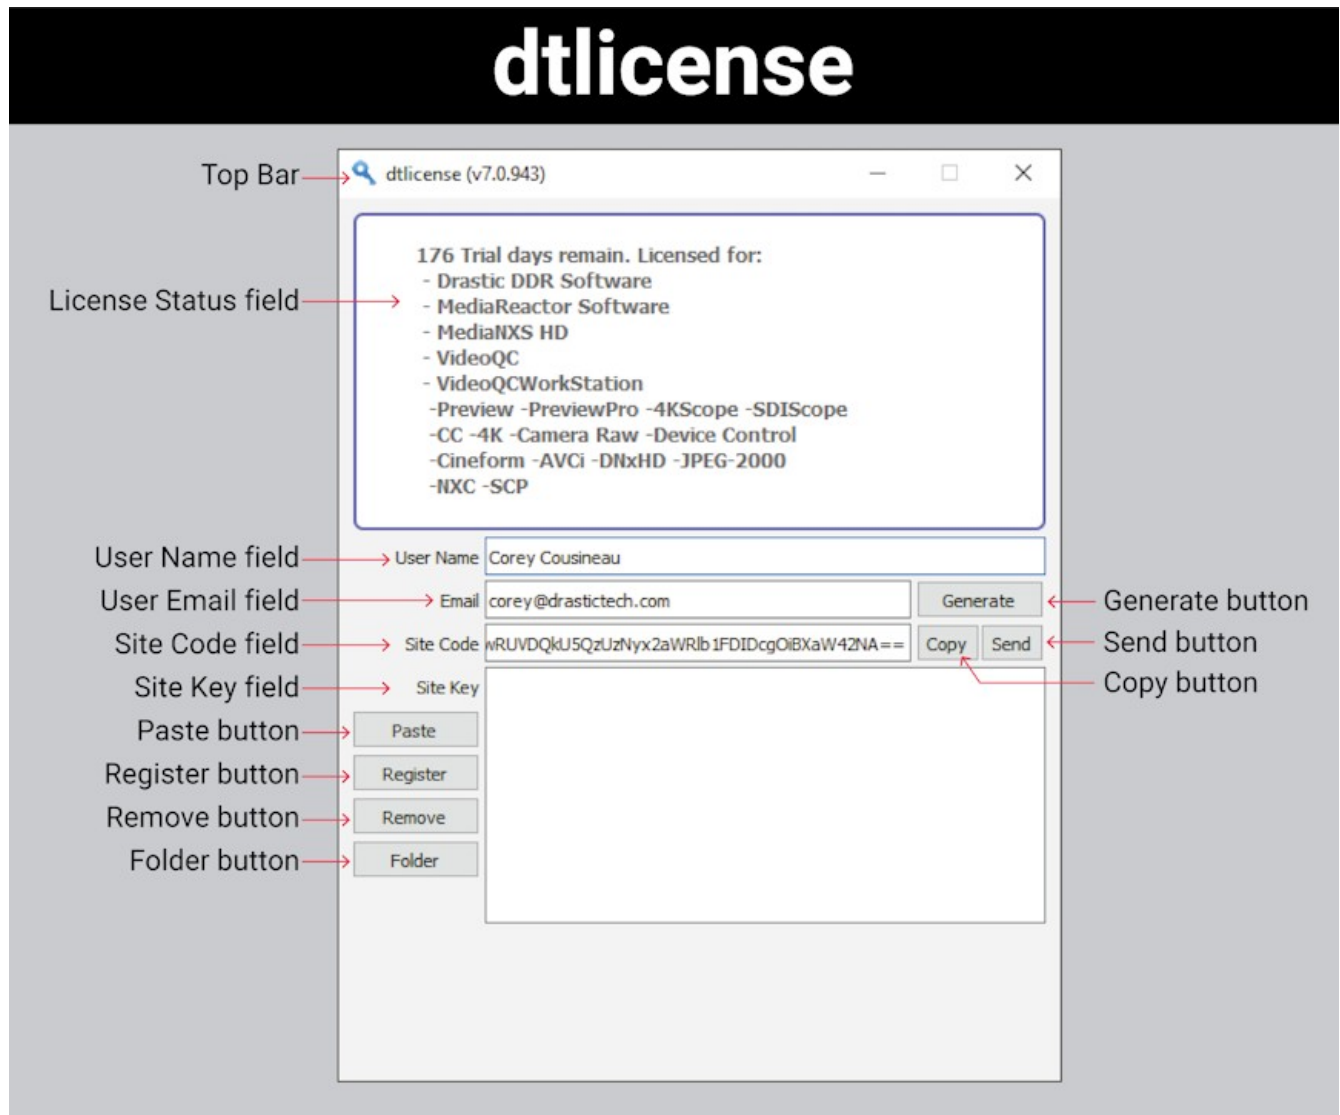 dtlicense
Top Bar
dtlicense (v7.0.943)
License Status field
176 Trial days remain. Licensed for:
- Drastic DDR Software
- MediaReactor Software
- MediaNXS HD
- VideoQC
- VideoQCWorkStation
-Preview -PreviewPro -4KScope -SDIScope
-CC -4K -Camera Raw -Device Control
-Cineform -AVCi -DNxHD -JPEG-2000
-NXC -SCP
User Name field
User Name Corey Cousineau
User Email field
Email corey@drastictech.com
Generate
Generate button
Site Code field
Site Code wRUVDQkU5QzUzNyx2aWRlb1FDIDcgOiBXaW42NA==
Copy Send
Send button
Site Key field
Site Key
Copy button
Paste button
Paste
Register button
Register
Remove button
Remove
Folder button
Folder